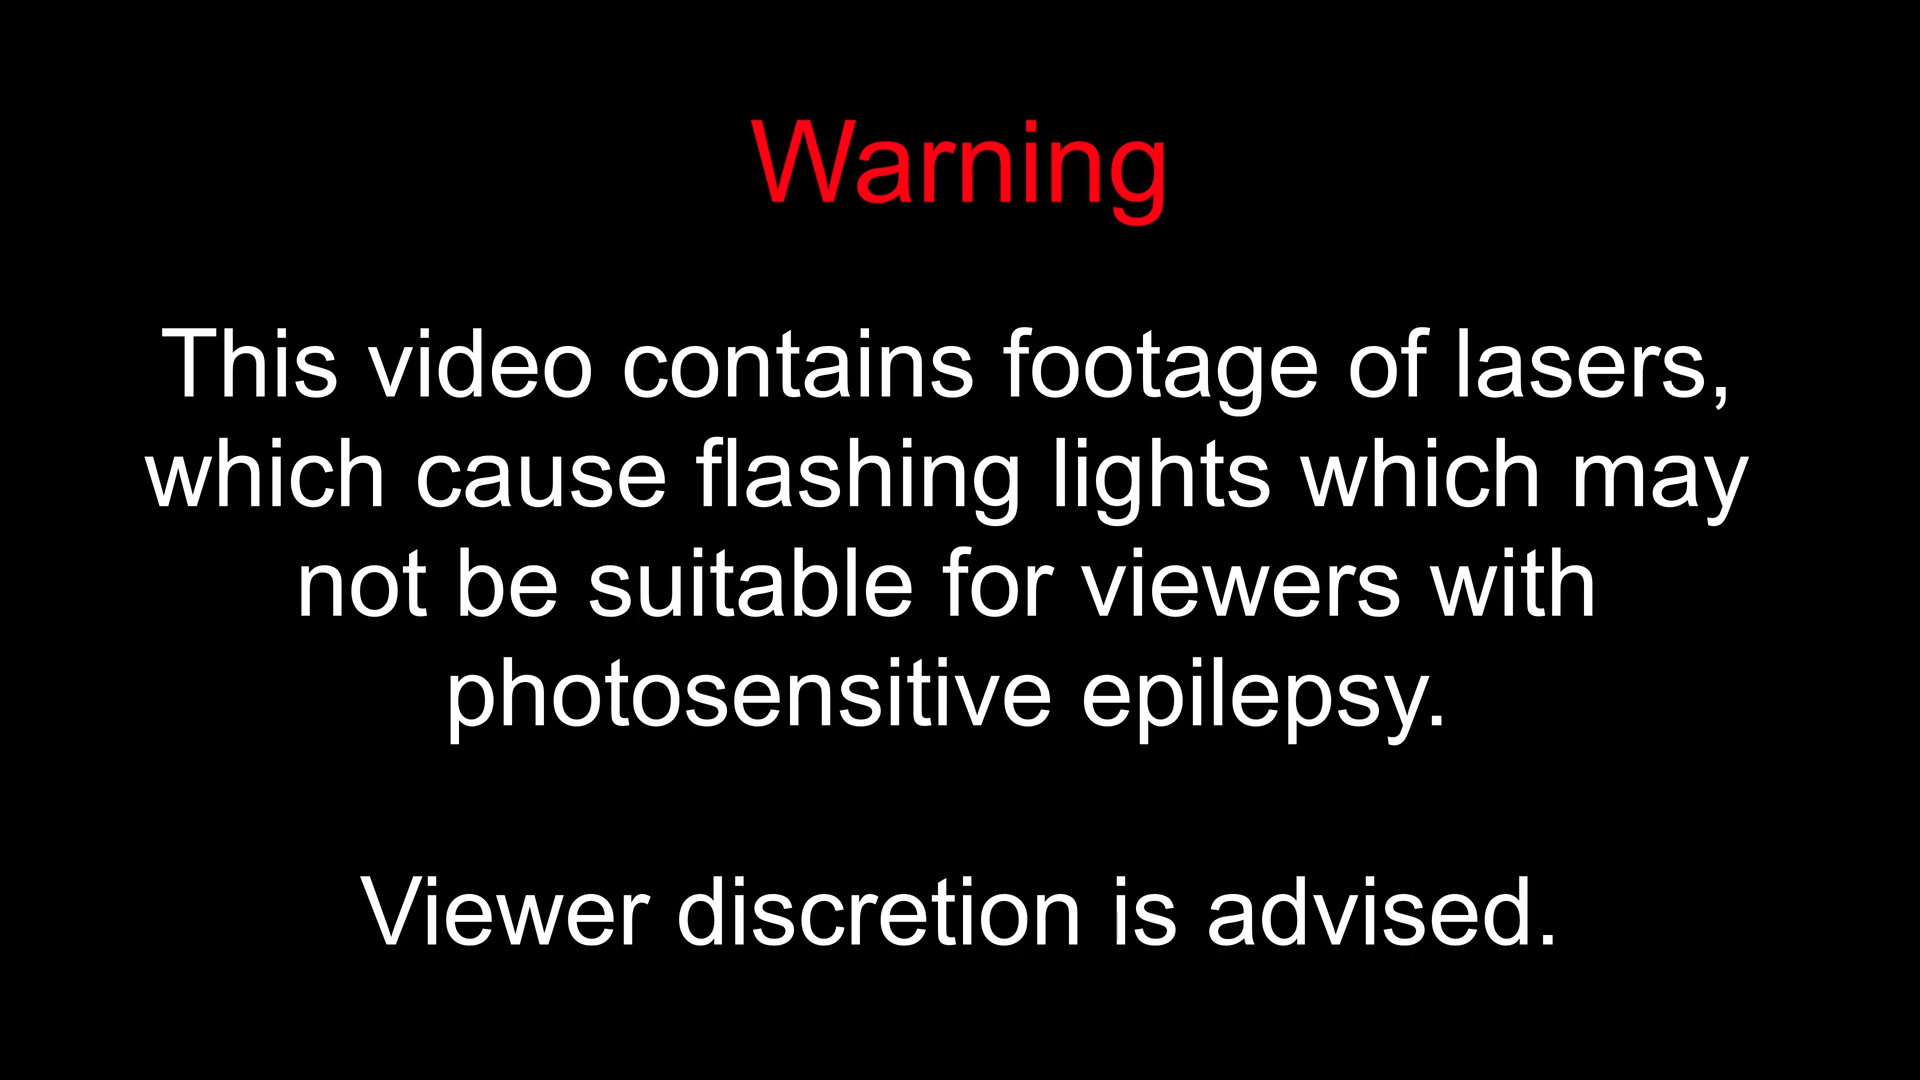 Warning
This video contains footage of lasers,
which cause flashing lights which may
not be suitable for viewers with
photosensitive epilepsy.
Viewer discretion is advised.